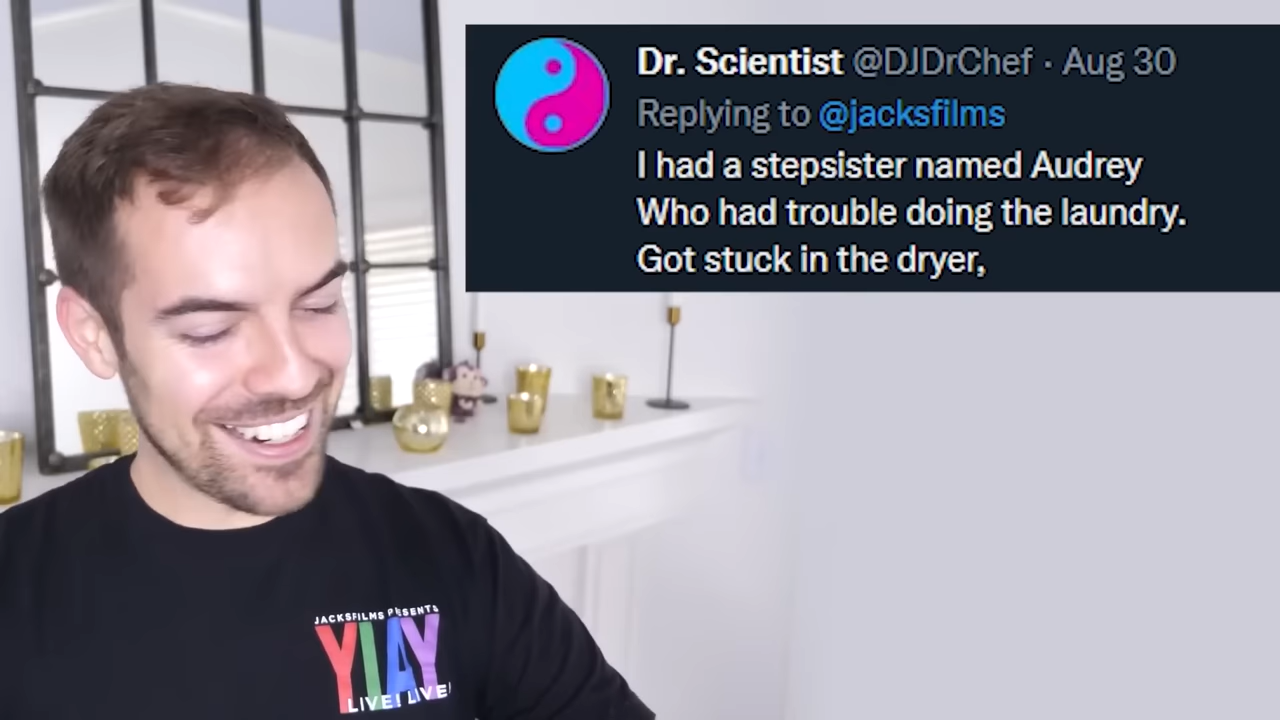 Dr. Scientist @DJDrChef · Aug 30
Replying to @jacksfilms
I had a stepsister named Audrey
Who had trouble doing the laundry.
Got stuck in the dryer,
JACKSFILMS PRESENTS
YIAY
LIVE! LIVE!